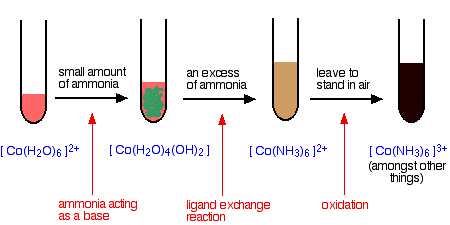 small amount
of ammonia
an excess
of ammonia
leave to
stand in air
[ Co(H₂O)₆ ]²⁺
[ Co(H₂O)₄(OH)₂ ]
[ Co(NH₃)₆ ]²⁺
[ Co(NH₃)₆ ]³⁺
(amongst other
things)
ammonia acting
as a base
ligand exchange
reaction
oxidation